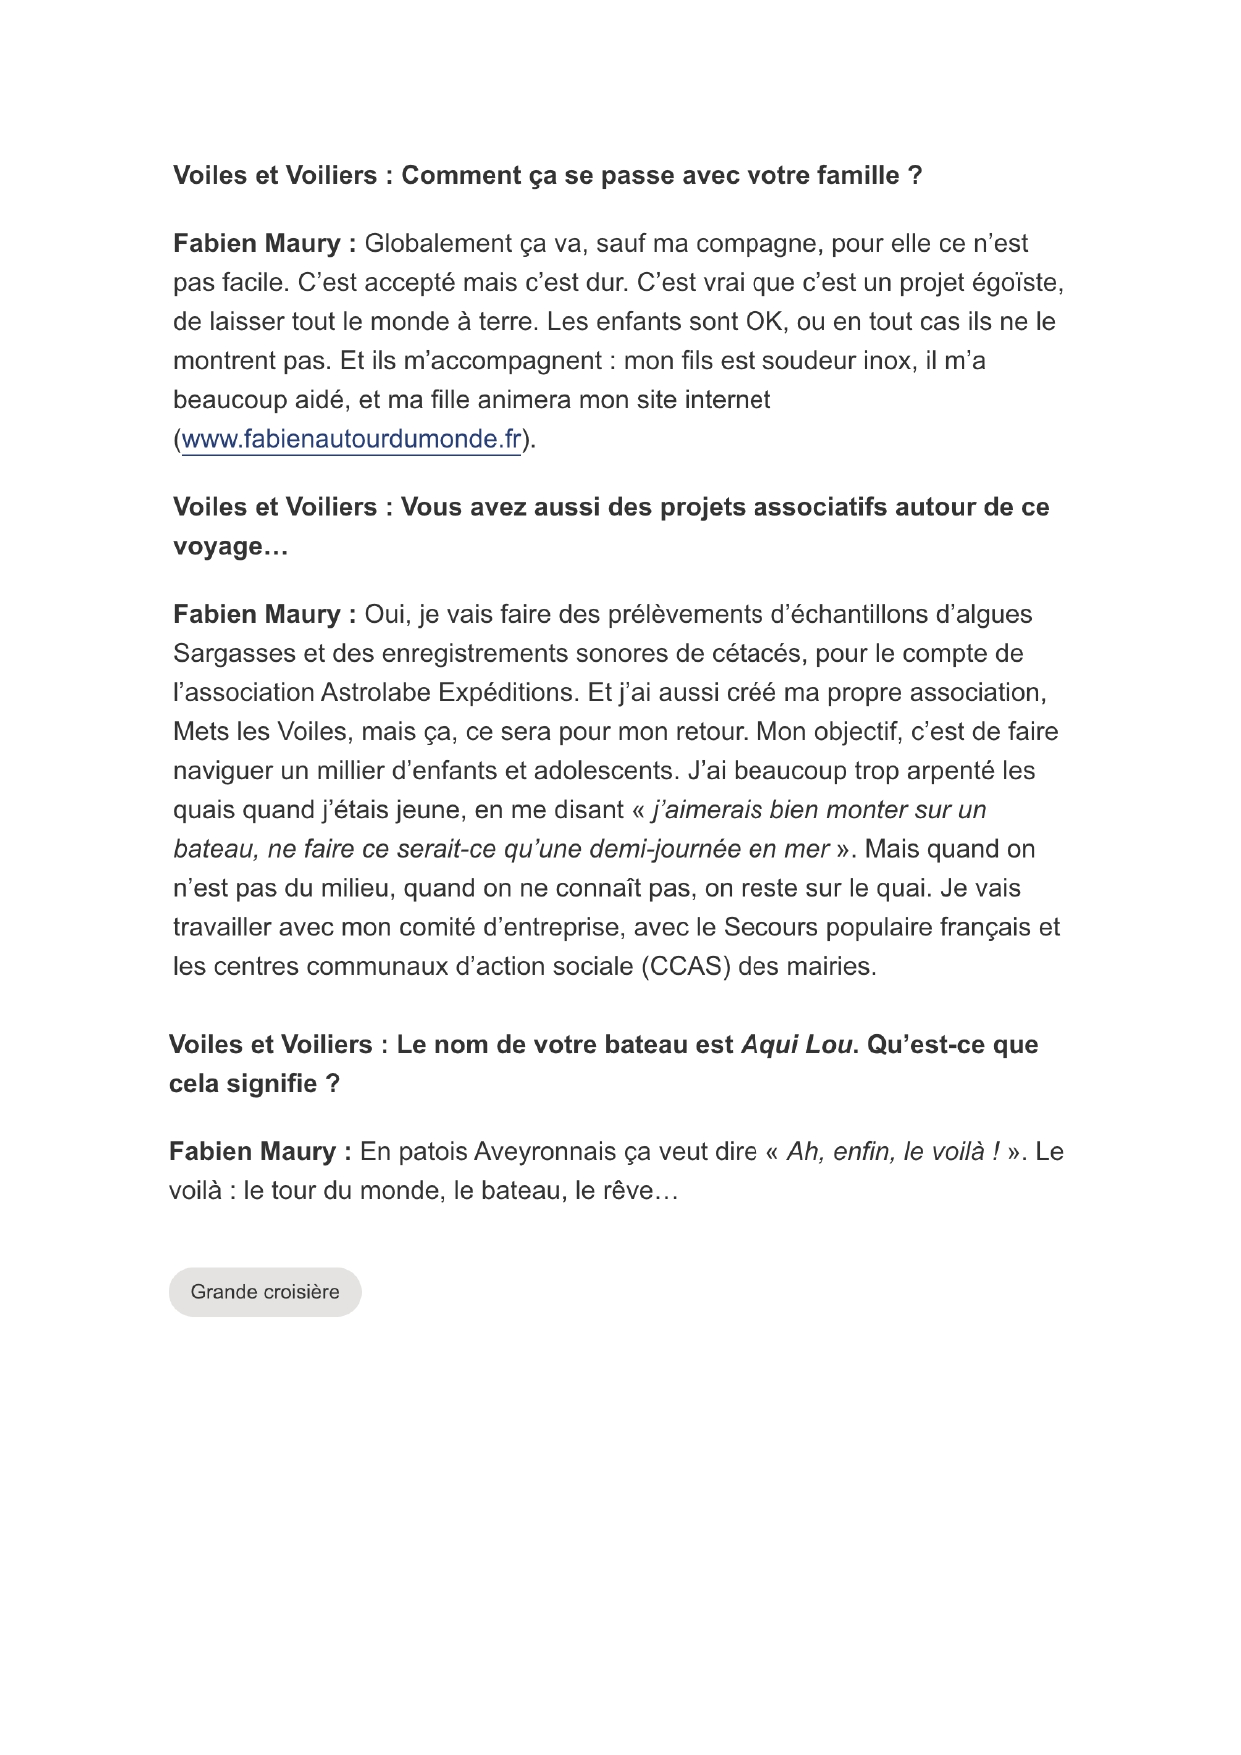 Voiles et Voiliers : Comment ça se passe avec votre famille ?
Fabien Maury : Globalement ça va, sauf ma compagne, pour elle ce n’est
pas facile. C’est accepté mais c’est dur. C’est vrai que c’est un projet égoïste,
de laisser tout le monde à terre. Les enfants sont OK, ou en tout cas ils ne le
montrent pas. Et ils m’accompagnent : mon fils est soudeur inox, il m’a
beaucoup aidé, et ma fille animera mon site internet
(www.fabienautourdumonde.fr).
Voiles et Voiliers : Vous avez aussi des projets associatifs autour de ce
voyage…
Fabien Maury : Oui, je vais faire des prélèvements d’échantillons d’algues
Sargasses et des enregistrements sonores de cétacés, pour le compte de
l’association Astrolabe Expéditions. Et j’ai aussi créé ma propre association,
Mets les Voiles, mais ça, ce sera pour mon retour. Mon objectif, c’est de faire
naviguer un millier d’enfants et adolescents. J’ai beaucoup trop arpenté les
quais quand j’étais jeune, en me disant « j’aimerais bien monter sur un
bateau, ne faire ce serait-ce qu’une demi-journée en mer ». Mais quand on
n’est pas du milieu, quand on ne connaît pas, on reste sur le quai. Je vais
travailler avec mon comité d’entreprise, avec le Secours populaire français et
les centres communaux d’action sociale (CCAS) des mairies.
Voiles et Voiliers : Le nom de votre bateau est Aqui Lou. Qu’est-ce que
cela signifie ?
Fabien Maury : En patois Aveyronnais ça veut dire « Ah, enfin, le voilà ! ». Le
voilà : le tour du monde, le bateau, le rêve…
Grande croisière